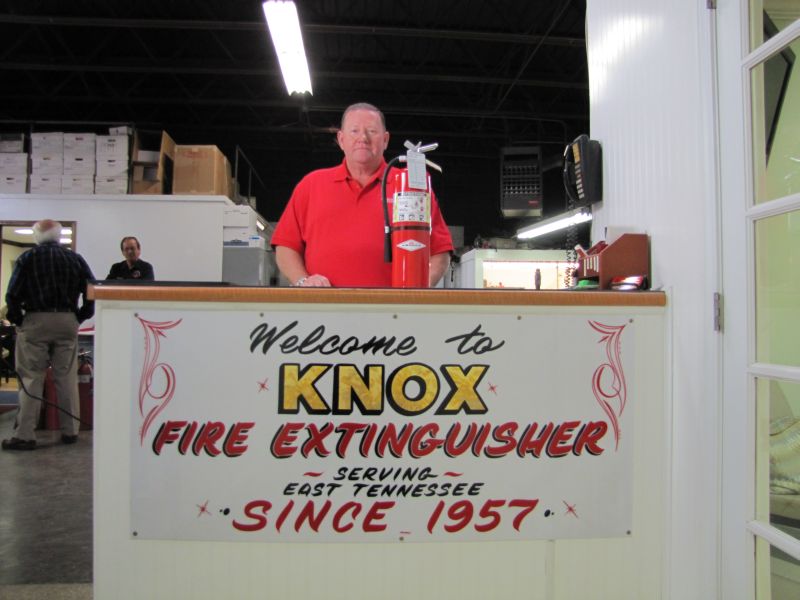 Welcome to
KNOX
FIRE EXTINGUISHER
~ SERVING ~
EAST TENNESSEE
SINCE 1957